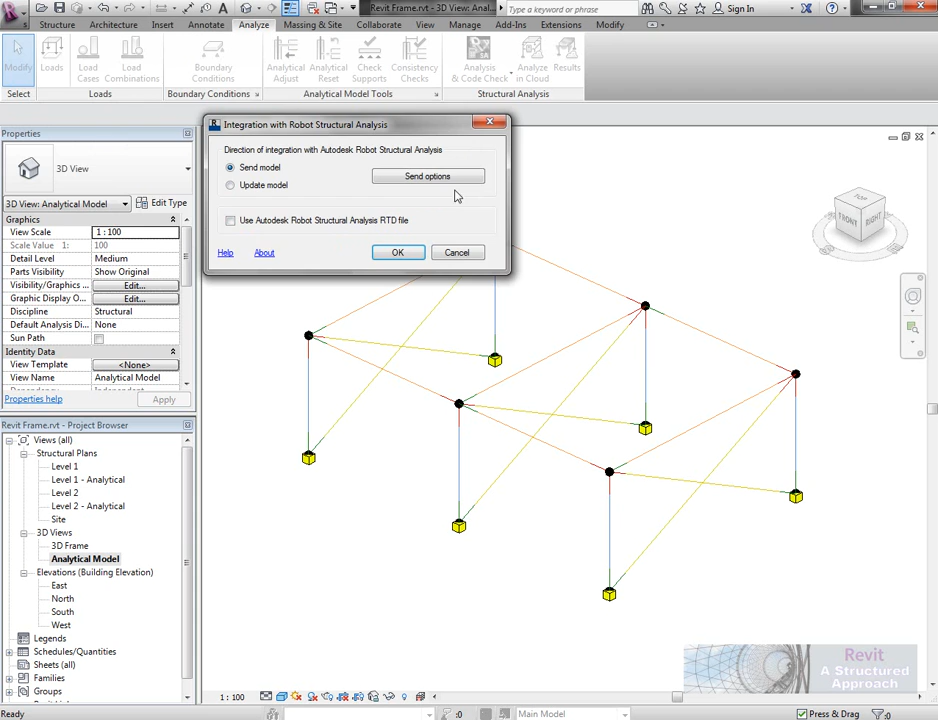 Revit Frame.rvt - 3D View: Anal...
Type a keyword or phrase
Sign In
Structure Architecture Insert Annotate Analyze Massing & Site Collaborate View Manage Add-Ins Extensions Modify
Modify
Loads
Load Cases
Load Combinations
Boundary Conditions
Analytical Adjust
Analytical Reset
Check Supports
Consistency Checks
Analysis & Code Check
Analyze in Cloud
Results
Select
Loads
Boundary Conditions
Analytical Model Tools
Structural Analysis
Properties
3D View
3D View: Analytical Model
Edit Type
Graphics
View Scale 1 : 100
Scale Value 1: 100
Detail Level Medium
Parts Visibility Show Original
Visibility/Graphics ... Edit...
Graphic Display O... Edit...
Discipline Structural
Default Analysis Di... None
Sun Path
Identity Data
View Template <None>
View Name Analytical Model
Properties help
Apply
Revit Frame.rvt - Project Browser
Views (all)
Structural Plans
Level 1
Level 1 - Analytical
Level 2
Level 2 - Analytical
Site
3D Views
3D Frame
Analytical Model
Elevations (Building Elevation)
East
North
South
West
Legends
Schedules/Quantities
Sheets (all)
Families
Groups
Integration with Robot Structural Analysis
Direction of integration with Autodesk Robot Structural Analysis
Send model
Send options
Update model
Use Autodesk Robot Structural Analysis RTD file
Help
About
OK
Cancel
FRONT
RIGHT
Revit
A Structured
Approach
1 : 100
Ready
:0
Main Model
Press & Drag
:0